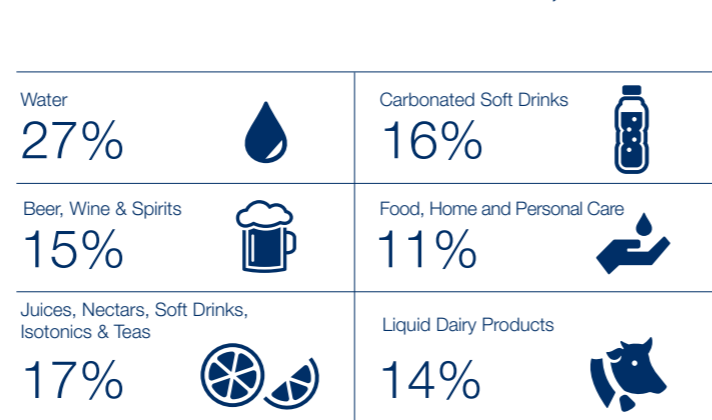 Water
27%
Carbonated Soft Drinks
16%
Beer, Wine & Spirits
15%
Food, Home and Personal Care
11%
Juices, Nectars, Soft Drinks,
Isotonics & Teas
17%
Liquid Dairy Products
14%